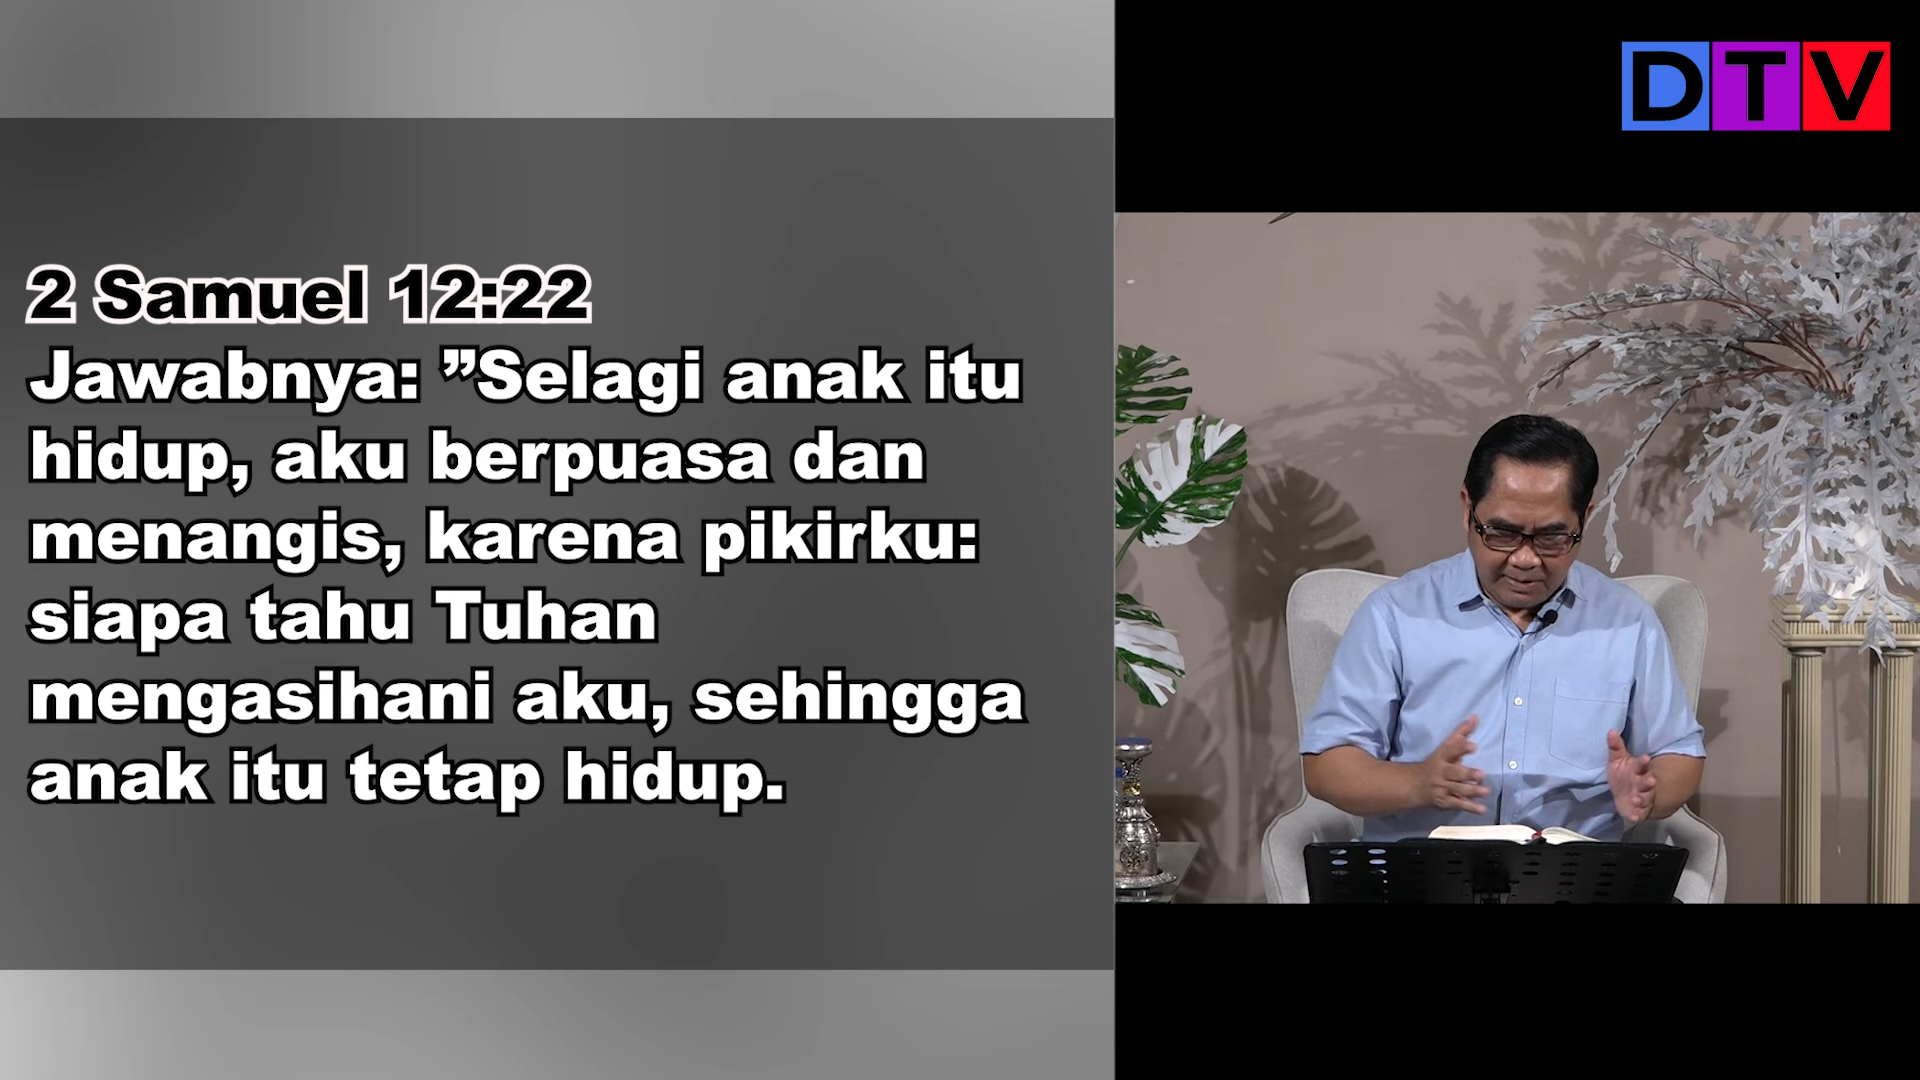 2 Samuel 12:22
Jawabnya: ”Selagi anak itu
hidup, aku berpuasa dan
menangis, karena pikirku:
siapa tahu Tuhan
mengasihani aku, sehingga
anak itu tetap hidup.
DTV